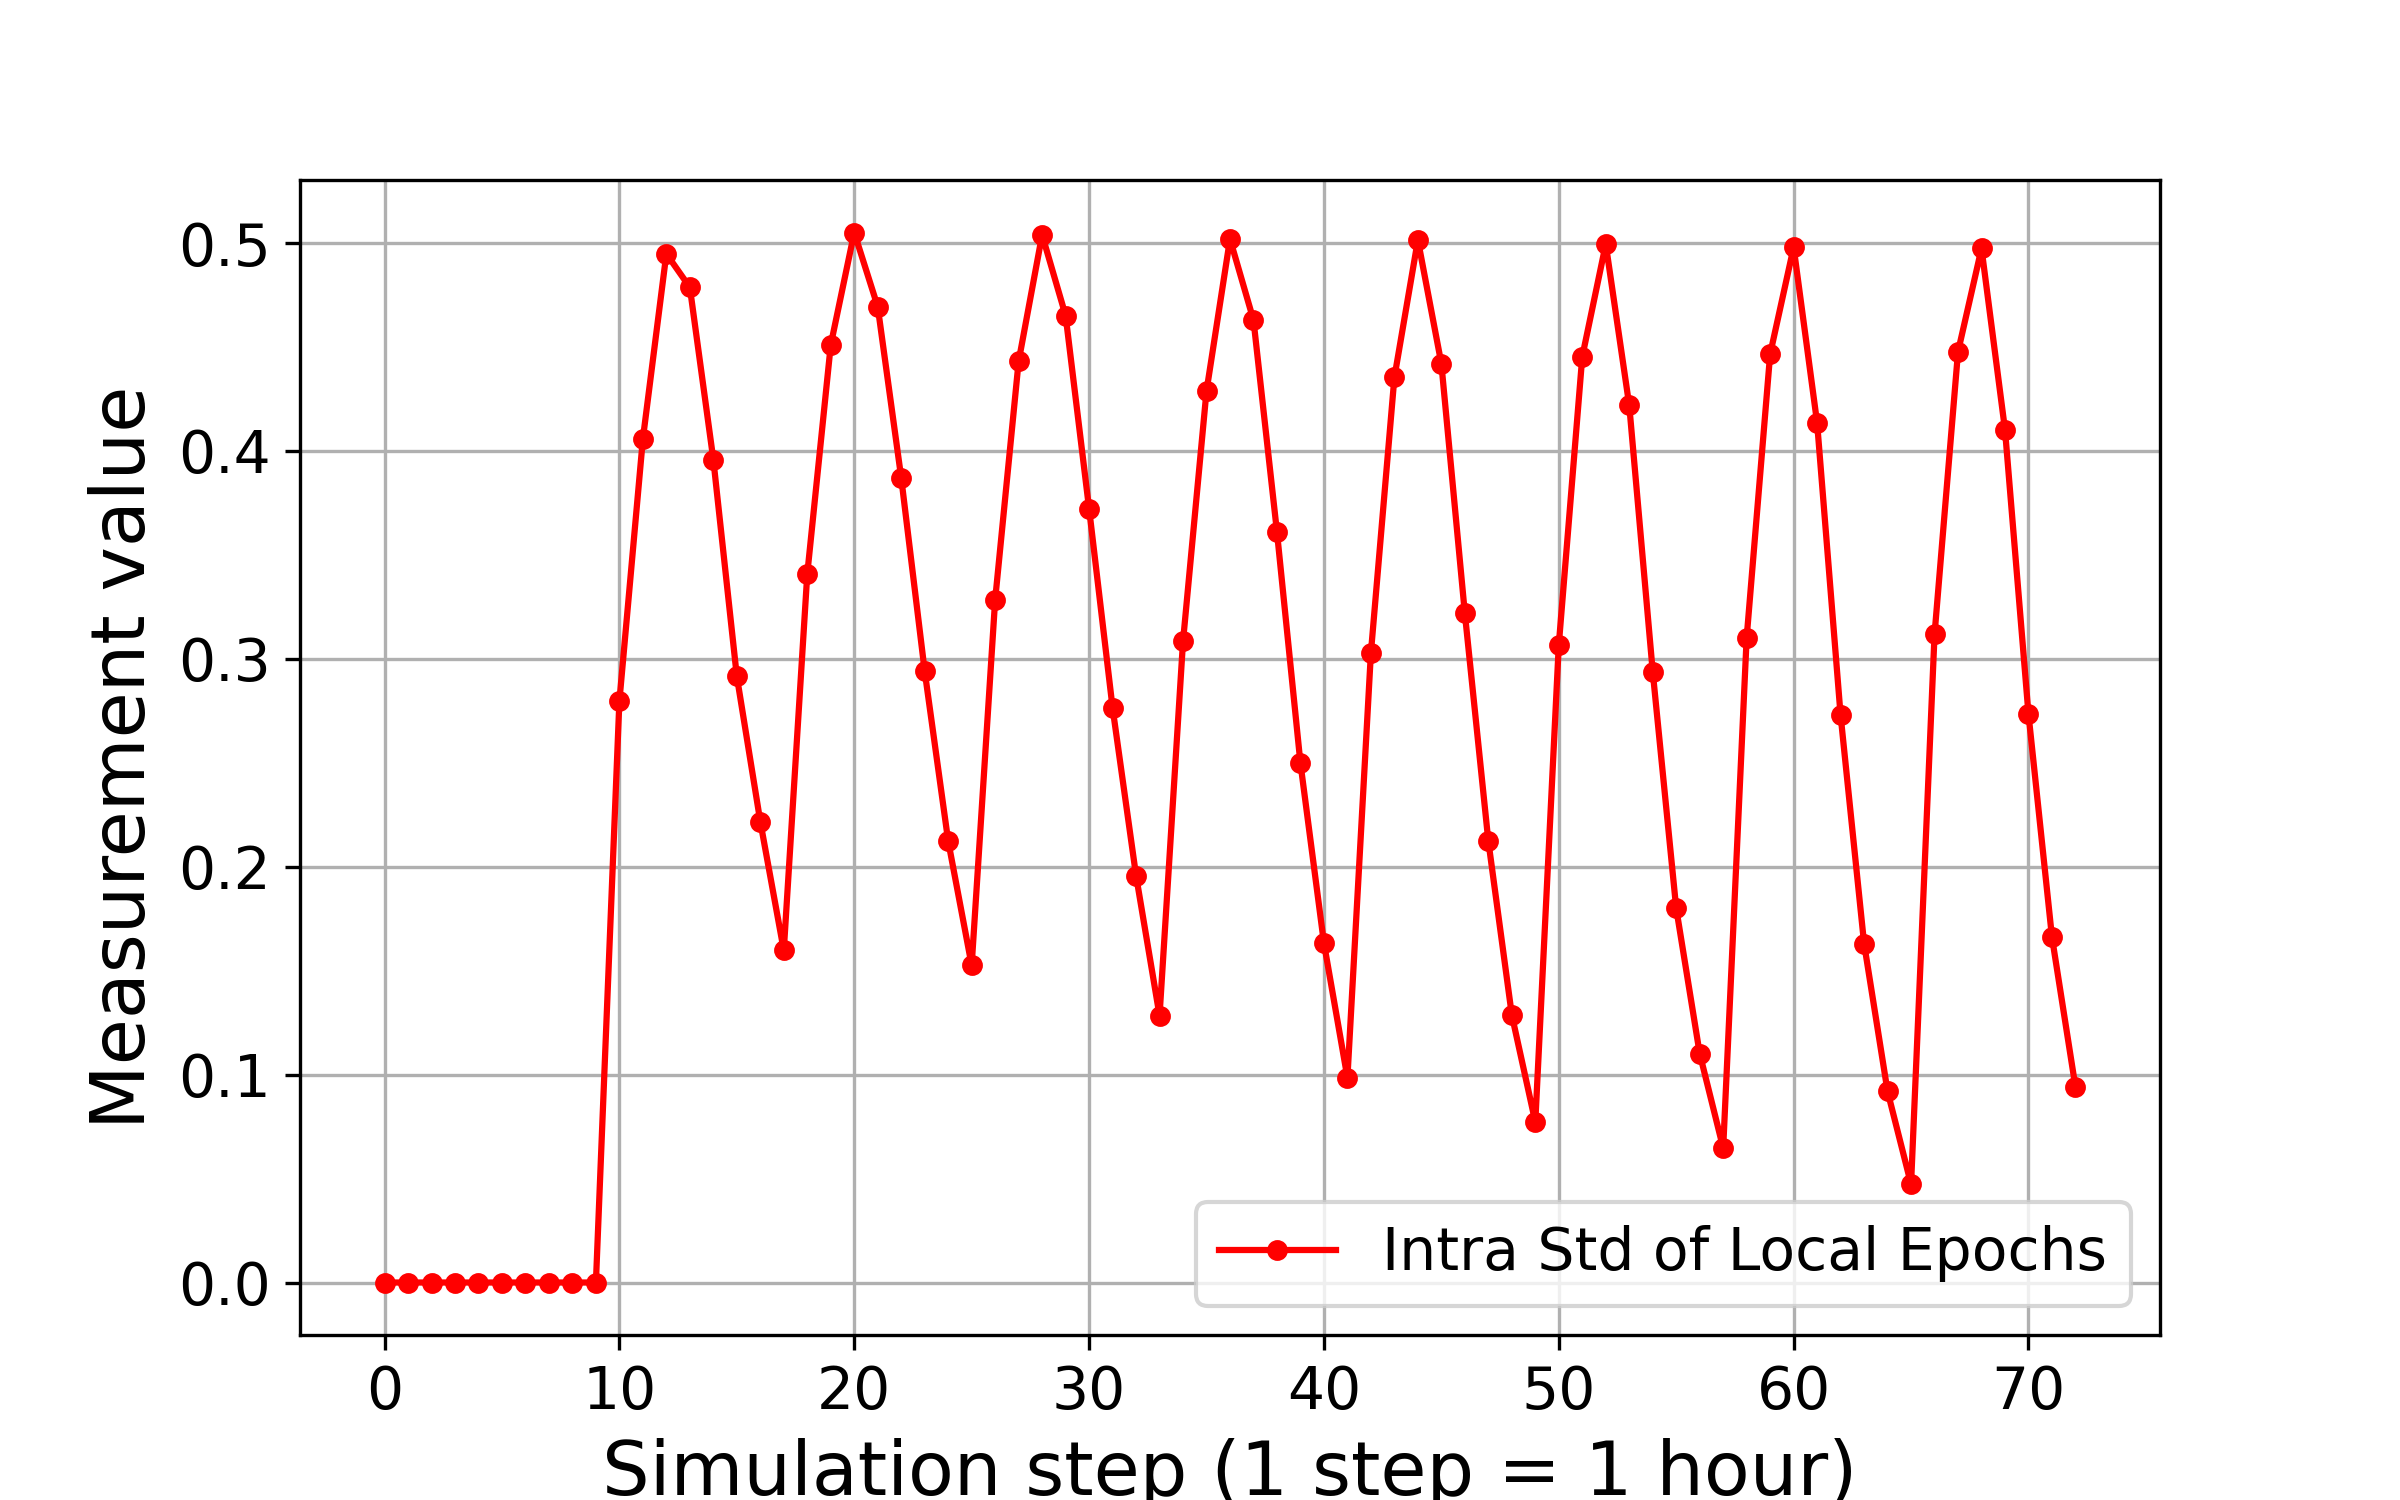 0.5
0.4
0.3
0.2
0.1
0.0
Measurement value
Intra Std of Local Epochs
0 10 20 30 40 50 60 70
Simulation step (1 step = 1 hour)